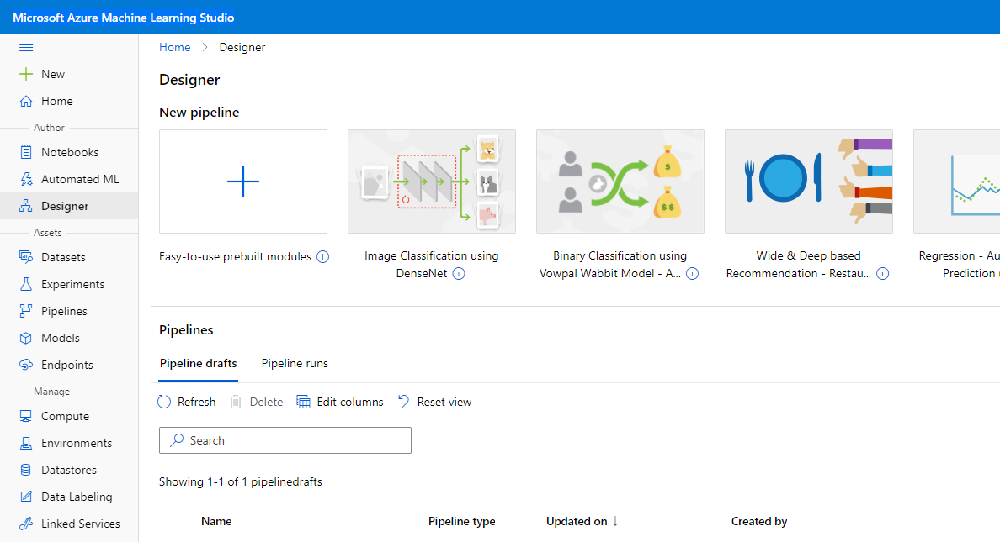 Microsoft Azure Machine Learning Studio
Home > Designer
New
Home
Author
Notebooks
Automated ML
Designer
Assets
Datasets
Experiments
Pipelines
Models
Endpoints
Manage
Compute
Environments
Datastores
Data Labeling
Linked Services
Designer
New pipeline
Easy-to-use prebuilt modules
Image Classification using
DenseNet
$
$$
Binary Classification using
Vowpal Wabbit Model - A...
Wide & Deep based
Recommendation - Restau...
Regression - Au
Prediction
Pipelines
Pipeline drafts Pipeline runs
Refresh Delete Edit columns Reset view
Search
Showing 1-1 of 1 pipelinedrafts
Name Pipeline type Updated on ↓ Created by